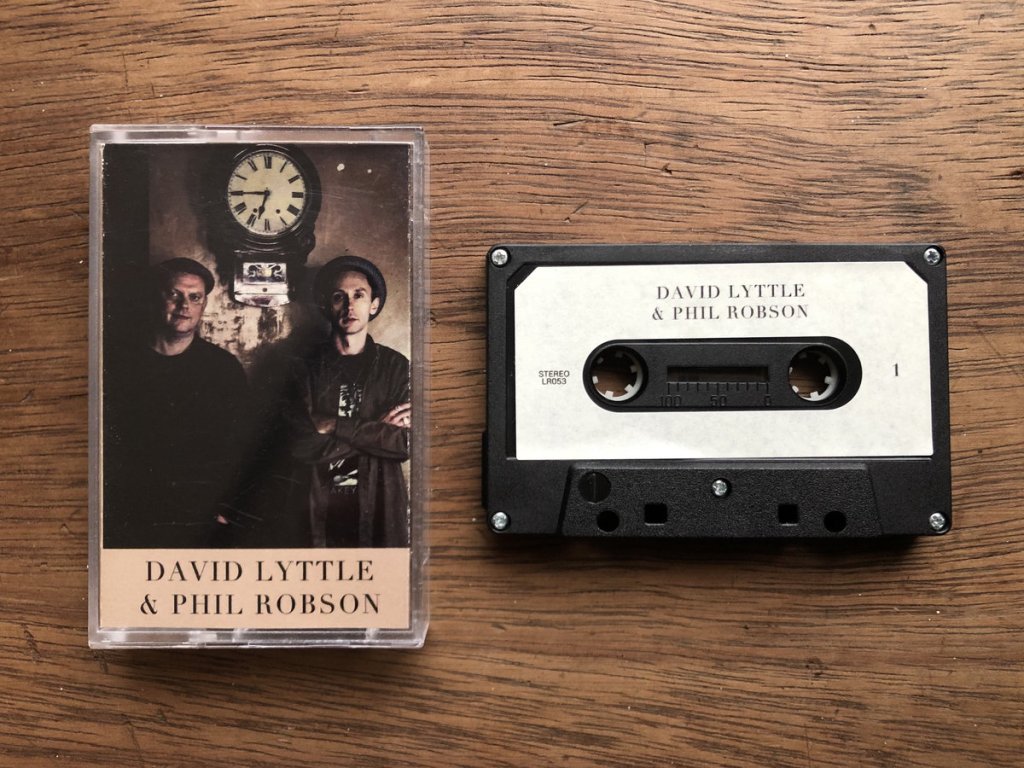 DAVID LYTTLE
& PHIL ROBSON
DAVID LYTTLE
& PHIL ROBSON
STEREO
LR053
1
100 50 0